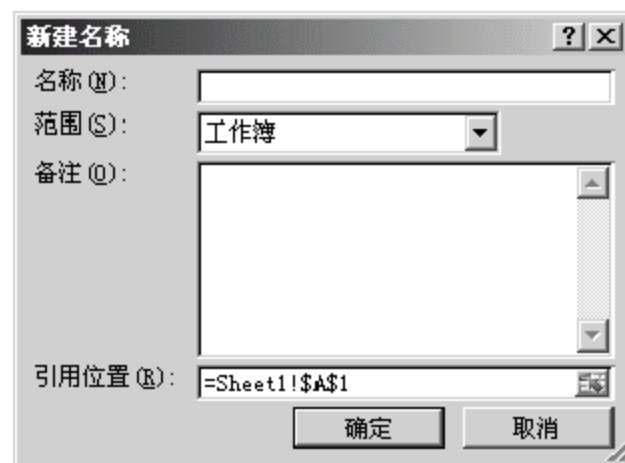 新建名称
名称(N):
范围(S): 工作簿
备注(O):
引用位置(R): =Sheet1!$A$1
确定 取消